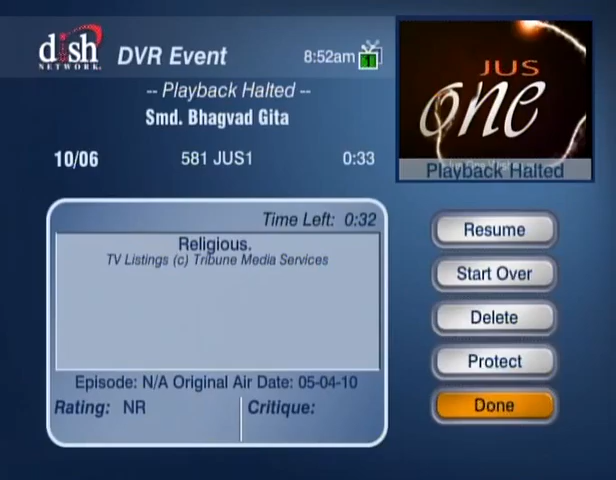 dish
NETWORK
DVR Event
8:52am
1
-- Playback Halted --
Smd. Bhagvad Gita
10/06
581 JUS1
0:33
JUS
one
Playback Halted
Time Left: 0:32
Religious.
TV Listings (c) Tribune Media Services
Episode: N/A Original Air Date: 05-04-10
Rating: NR
Critique:
Resume
Start Over
Delete
Protect
Done